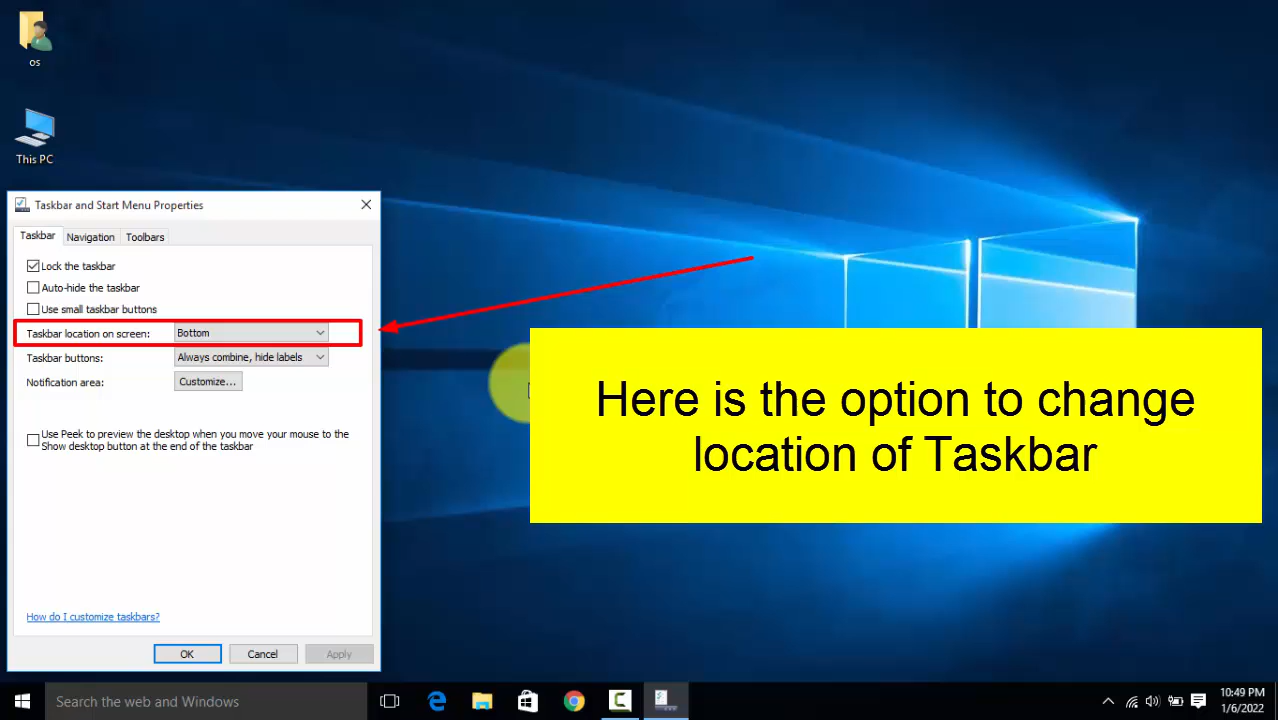 os
This PC
Taskbar and Start Menu Properties
Taskbar Navigation Toolbars
Lock the taskbar
Auto-hide the taskbar
Use small taskbar buttons
Taskbar location on screen: Bottom
Taskbar buttons: Always combine, hide labels
Notification area: Customize...
Use Peek to preview the desktop when you move your mouse to the
Show desktop button at the end of the taskbar
How do I customize taskbars?
OK Cancel Apply
Here is the option to change
location of Taskbar
Search the web and Windows
10:49 PM
1/6/2022